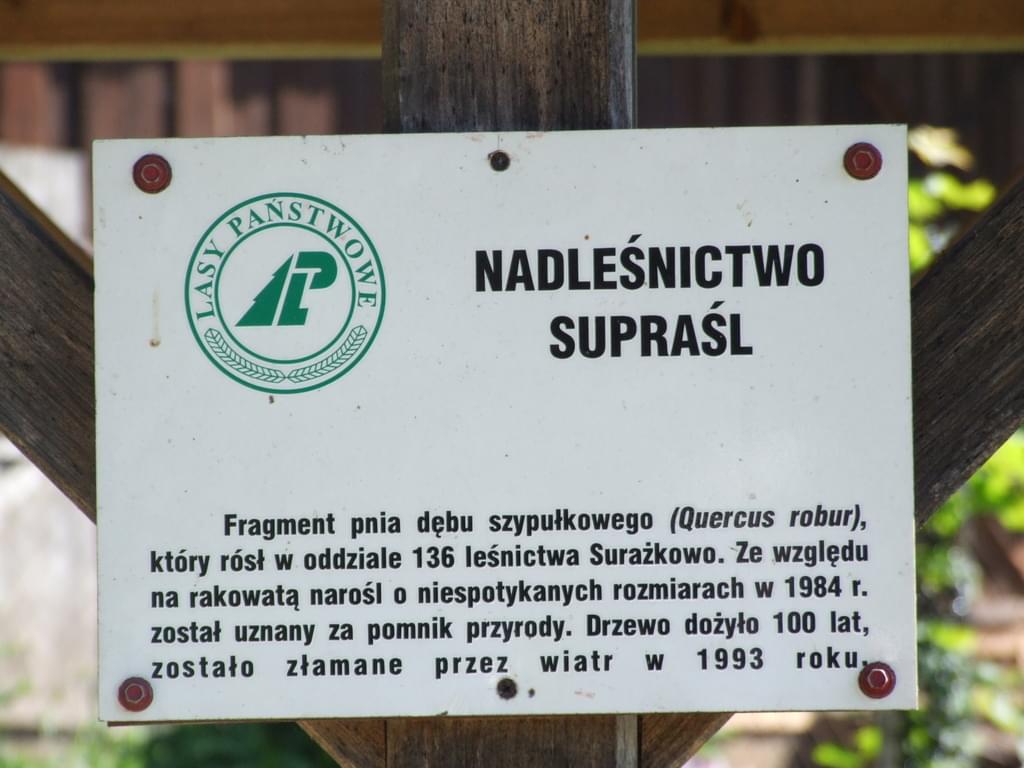 LASY PAŃSTWOWE
LP
NADLEŚNICTWO
SUPRAŚL
Fragment pnia dębu szypułkowego (Quercus robur),
który rósł w oddziale 136 leśnictwa Surażkowo. Ze względu
na rakowatą narośl o niespotykanych rozmiarach w 1984 r.
został uznany za pomnik przyrody. Drzewo dożyło 100 lat,
zostało złamane przez wiatr w 1993 roku.